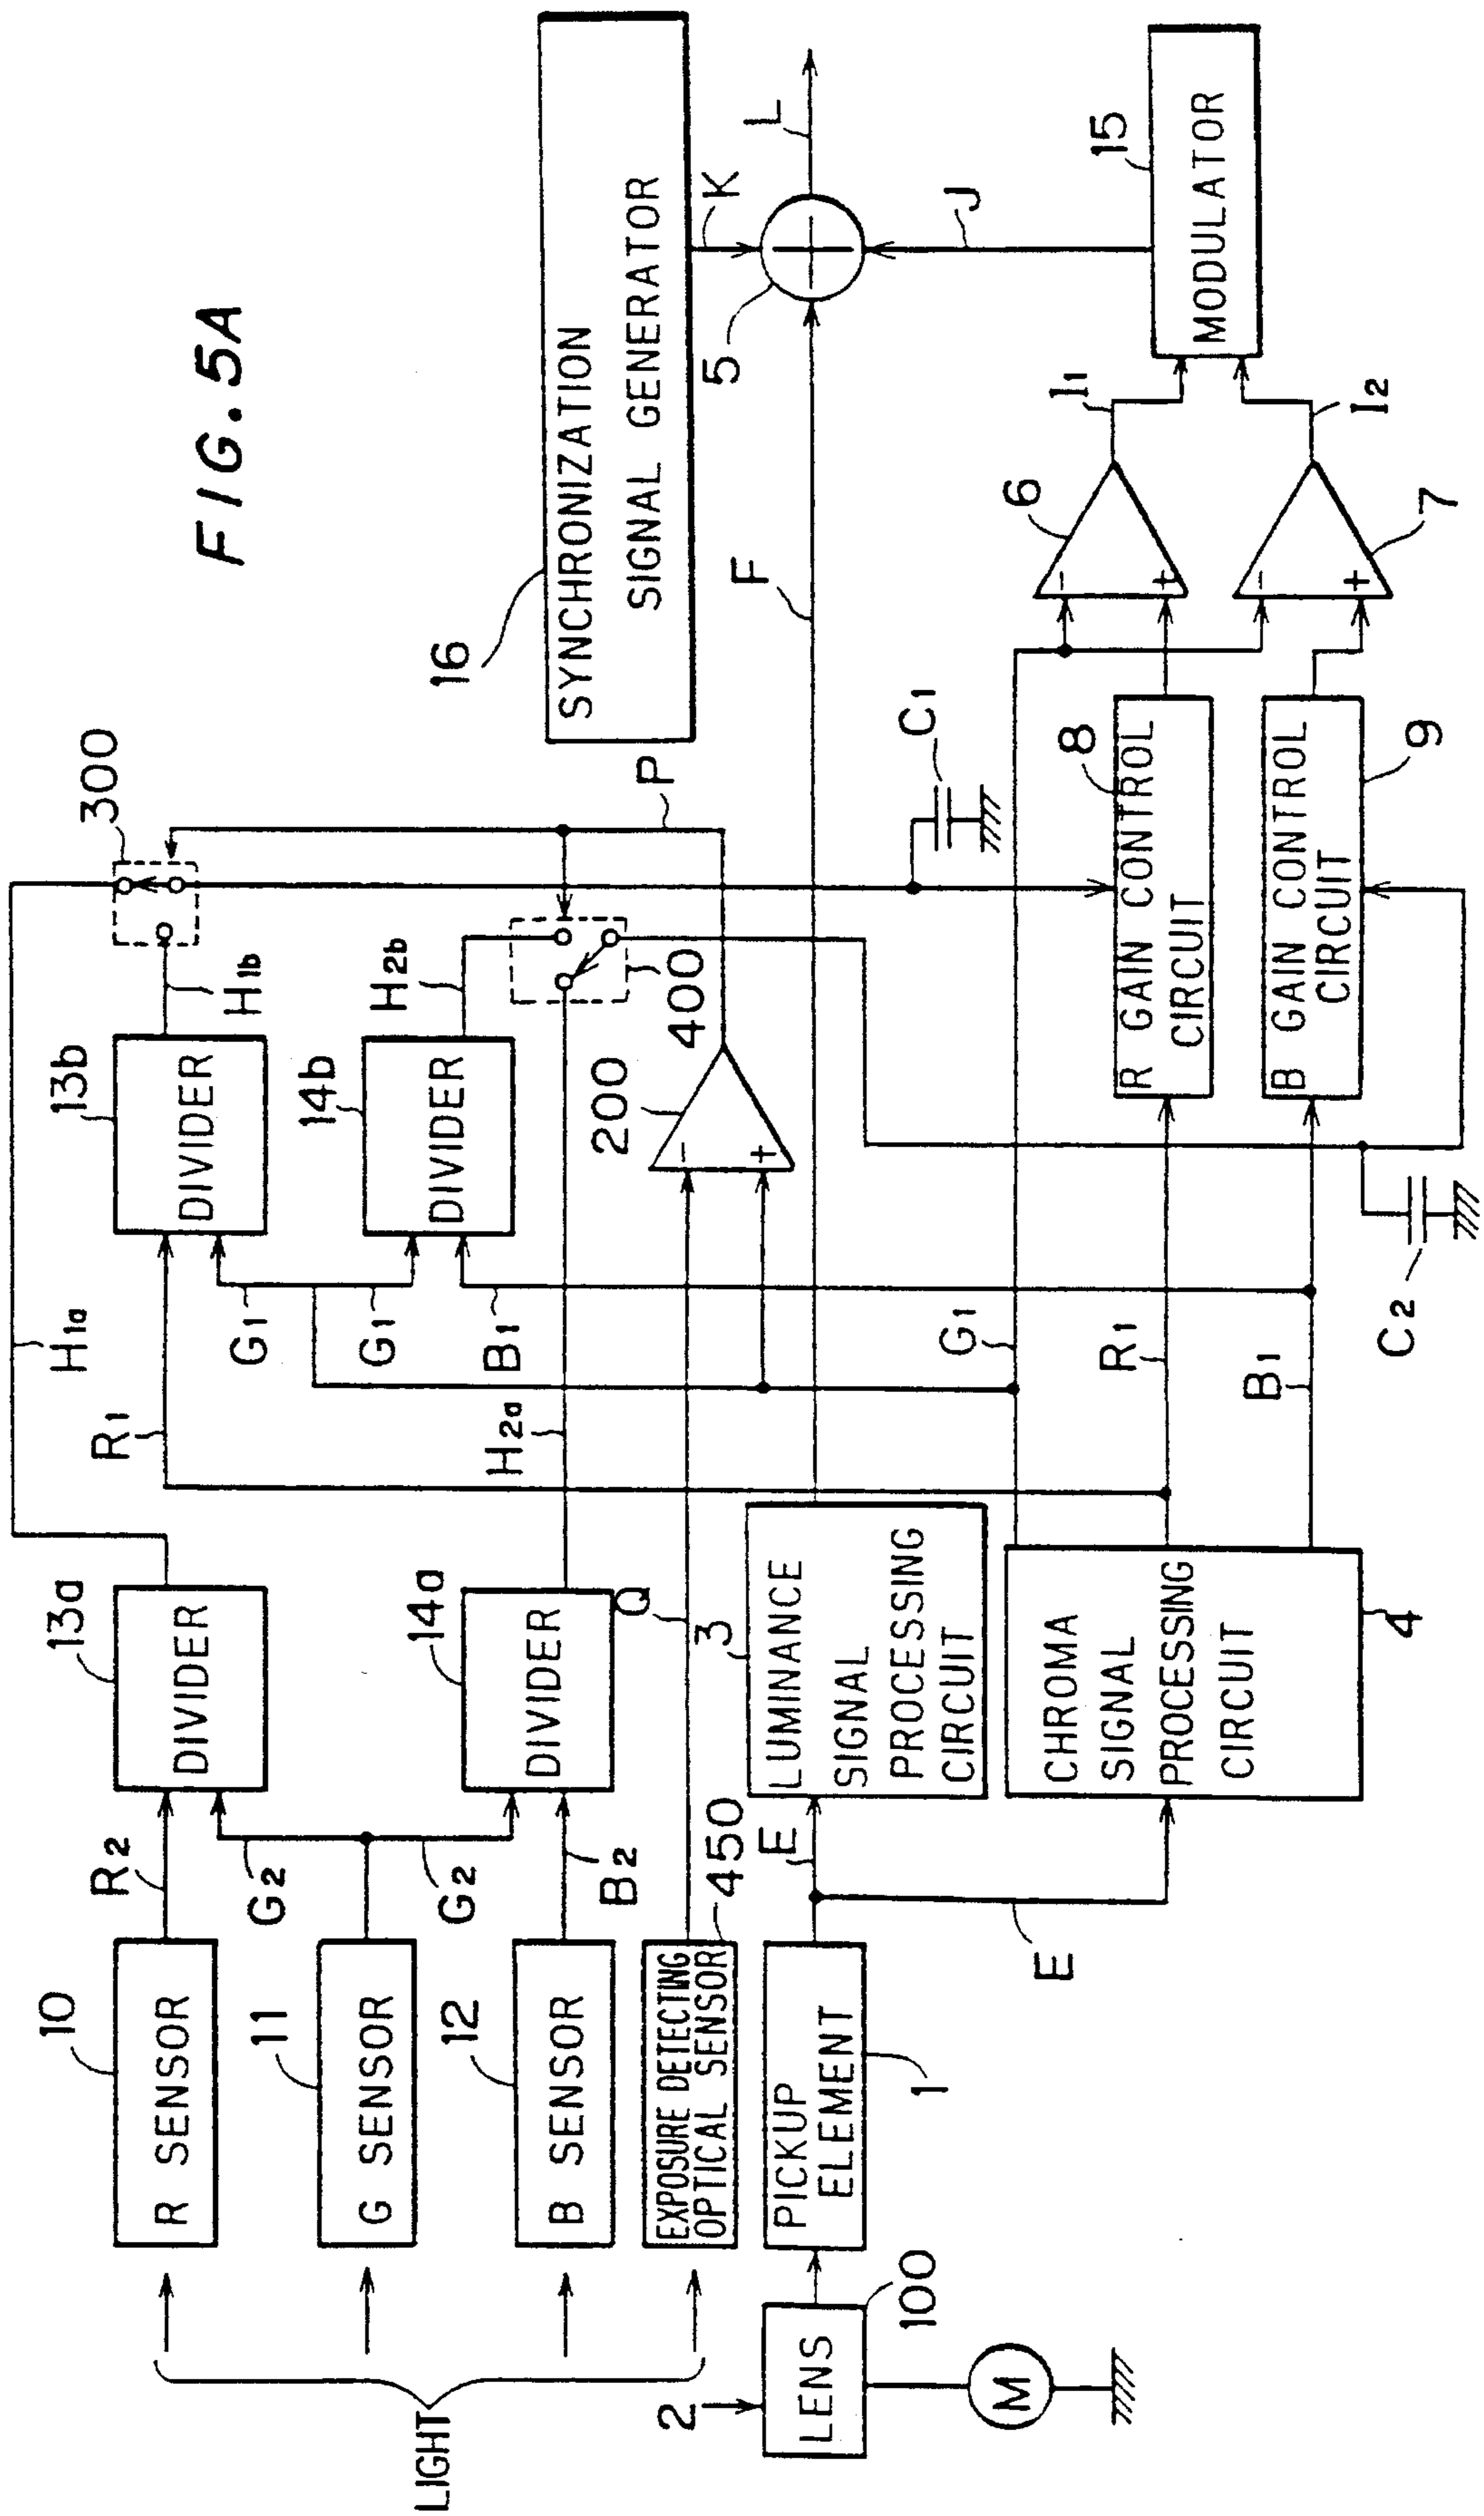 FIG. 5A
LIGHT
10
R SENSOR
R2
11
G SENSOR
G2
G2
12
B SENSOR
B2
EXPOSURE DETECTING
OPTICAL SENSOR
450
2
LENS
100
M
PICKUP
ELEMENT
1
E
E
13a
DIVIDER
H1a
14a
DIVIDER
H2a
Q
3
LUMINANCE
SIGNAL
PROCESSING
CIRCUIT
CHROMA
SIGNAL
PROCESSING
CIRCUIT
4
R1
G1
G1
B1
13b
DIVIDER
H1b
14b
DIVIDER
H2b
300
400
200
-
+
P
G1
R1
B1
C1
C2
8
R GAIN CONTROL
CIRCUIT
B GAIN CONTROL
CIRCUIT
9
F
6
-
+
7
-
+
I1
I2
16
SYNCHRONIZATION
SIGNAL GENERATOR
K
5
L
J
15
MODULATOR